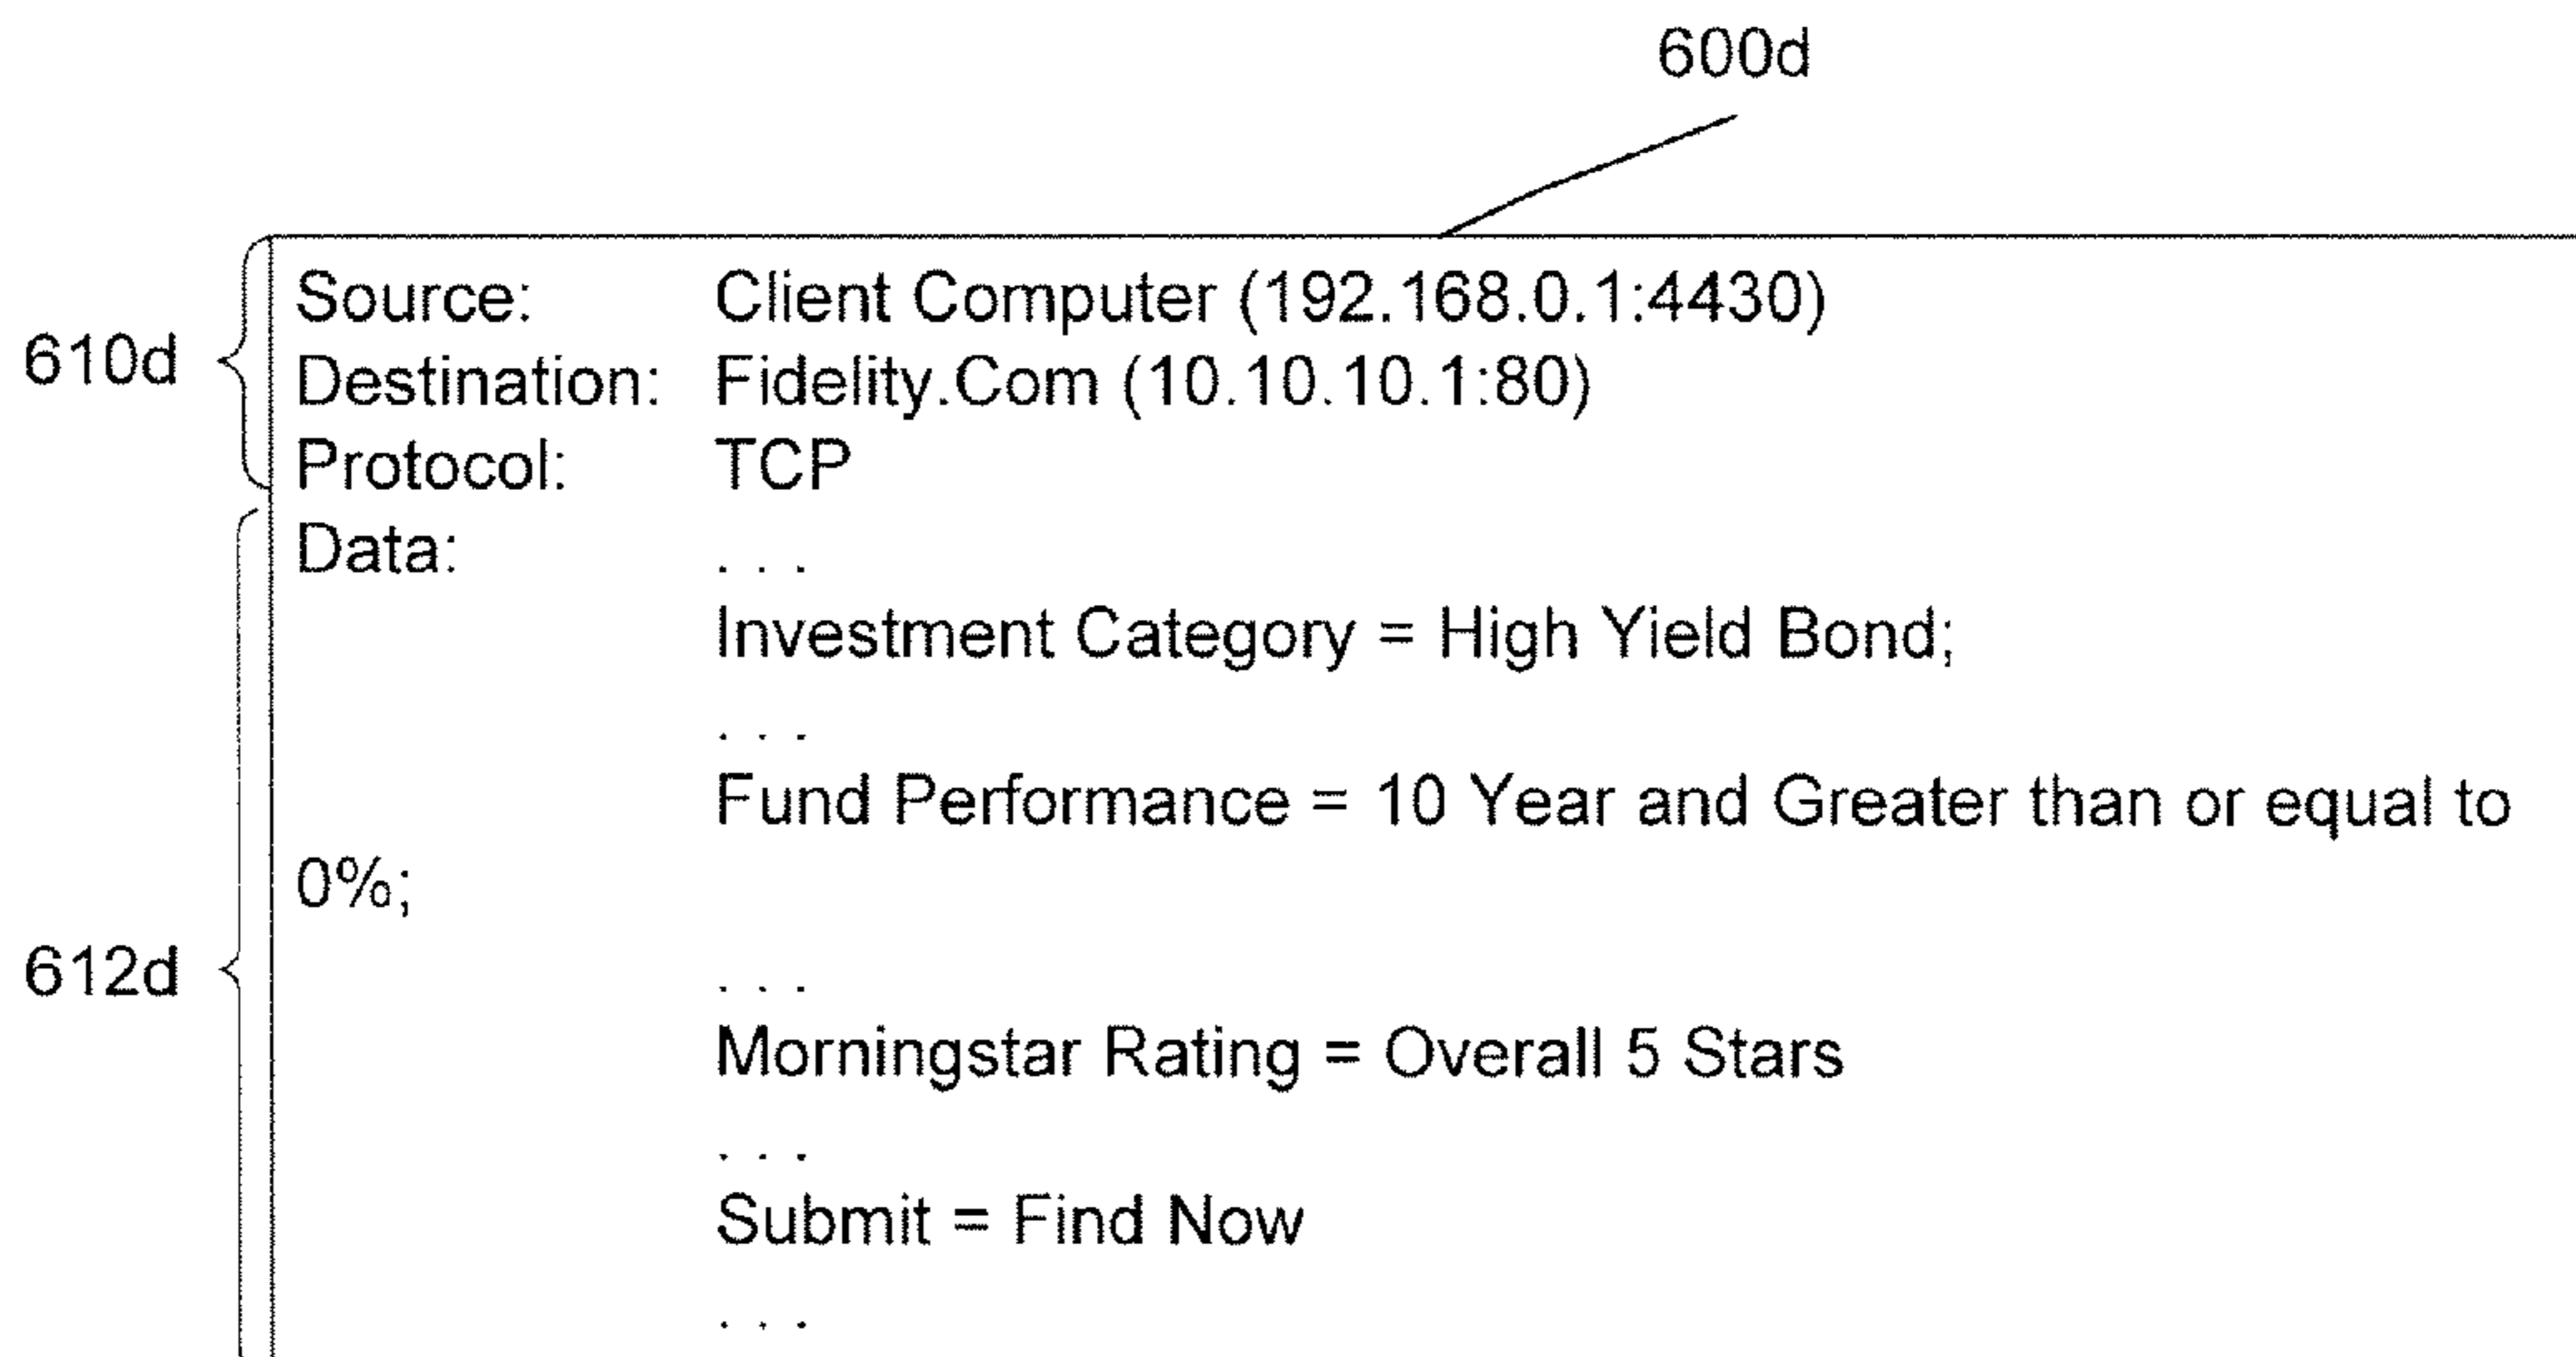 600d
610d
Source: Client Computer (192.168.0.1:4430)
Destination: Fidelity.Com (10.10.10.1:80)
Protocol: TCP
Data: . . .
Investment Category = High Yield Bond;
. . .
Fund Performance = 10 Year and Greater than or equal to
0%;
612d
. . .
Morningstar Rating = Overall 5 Stars
. . .
Submit = Find Now
. . .